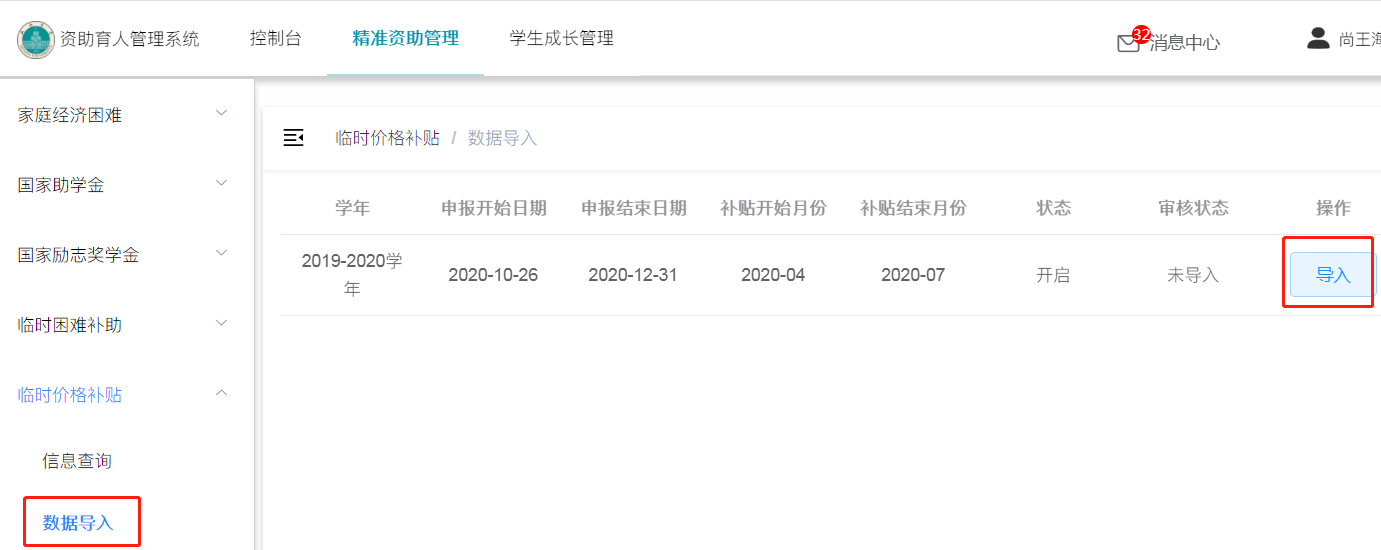 资助育人管理系统
控制台
精准资助管理
学生成长管理
32
消息中心
尚王海
家庭经济困难
国家助学金
国家励志奖学金
临时困难补助
临时价格补贴
信息查询
数据导入
临时价格补贴 / 数据导入
学年 申报开始日期 申报结束日期 补贴开始月份 补贴结束月份 状态 审核状态 操作
2019-2020学
年
2020-10-26 2020-12-31 2020-04 2020-07 开启 未导入 导入